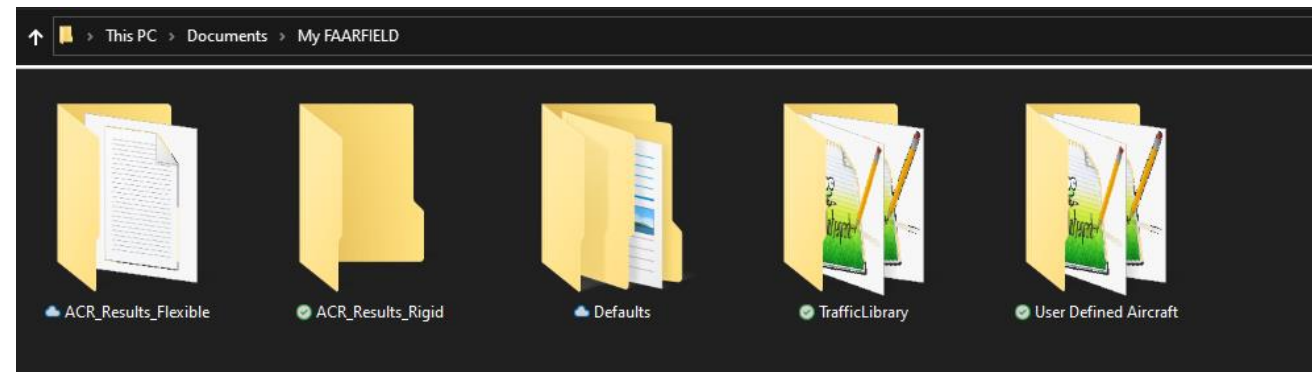 This PC > Documents > My FAARFIELD
ACR_Results_Flexible
ACR_Results_Rigid
Defaults
TrafficLibrary
User Defined Aircraft